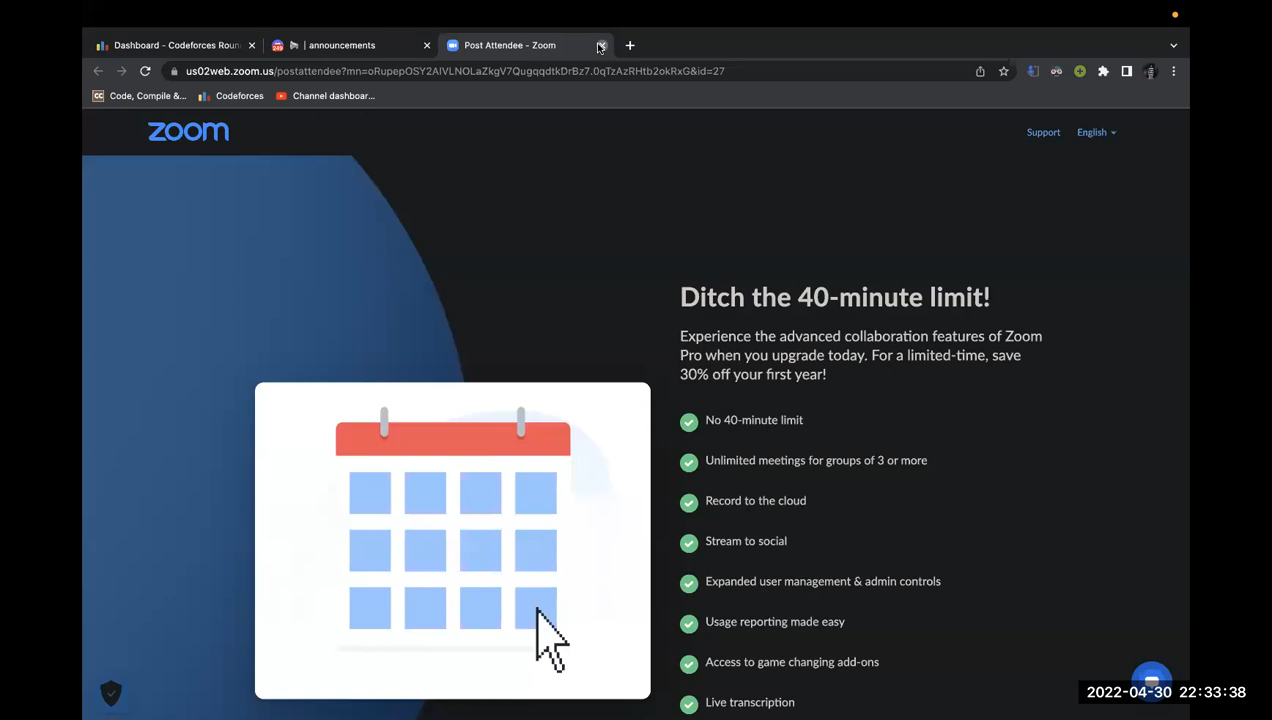 Dashboard - Codeforces Roun
249
| announcements
Post Attendee - Zoom
us02web.zoom.us/postattendee?mn=oRupepOSY2AIVLNOLaZkgV7QugqqdtkDrBz7.0qTzAzRHtb2okRxG&id=27
CC Code, Compile &...
Codeforces
Channel dashboar...
zoom
Support
English
Ditch the 40-minute limit!
Experience the advanced collaboration features of Zoom
Pro when you upgrade today. For a limited-time, save
30% off your first year!
No 40-minute limit
Unlimited meetings for groups of 3 or more
Record to the cloud
Stream to social
Expanded user management & admin controls
Usage reporting made easy
Access to game changing add-ons
Live transcription
2022-04-30 22:33:38